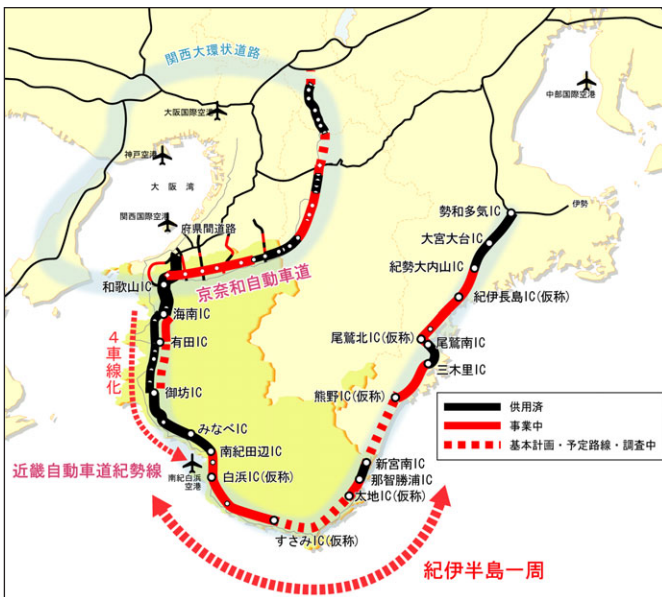 関西大環状道路
大阪国際空港
中部国際空港
神戸空港
大阪湾
関西国際空港
府県間道路
勢和多気IC
伊勢
大宮大台IC
紀勢大内山IC
和歌山IC
京奈和自動車道
紀伊長島IC(仮称)
海南IC
尾鷲北IC(仮称)
尾鷲南IC
有田IC
4車線化
三木里IC
御坊IC
熊野IC(仮称)
供用済
事業中
基本計画・予定路線・調査中
みなべIC
南紀田辺IC
新宮南IC
近畿自動車道紀勢線
南紀白浜
空港
白浜IC(仮称)
那智勝浦IC
太地IC(仮称)
すさみIC(仮称)
紀伊半島一周